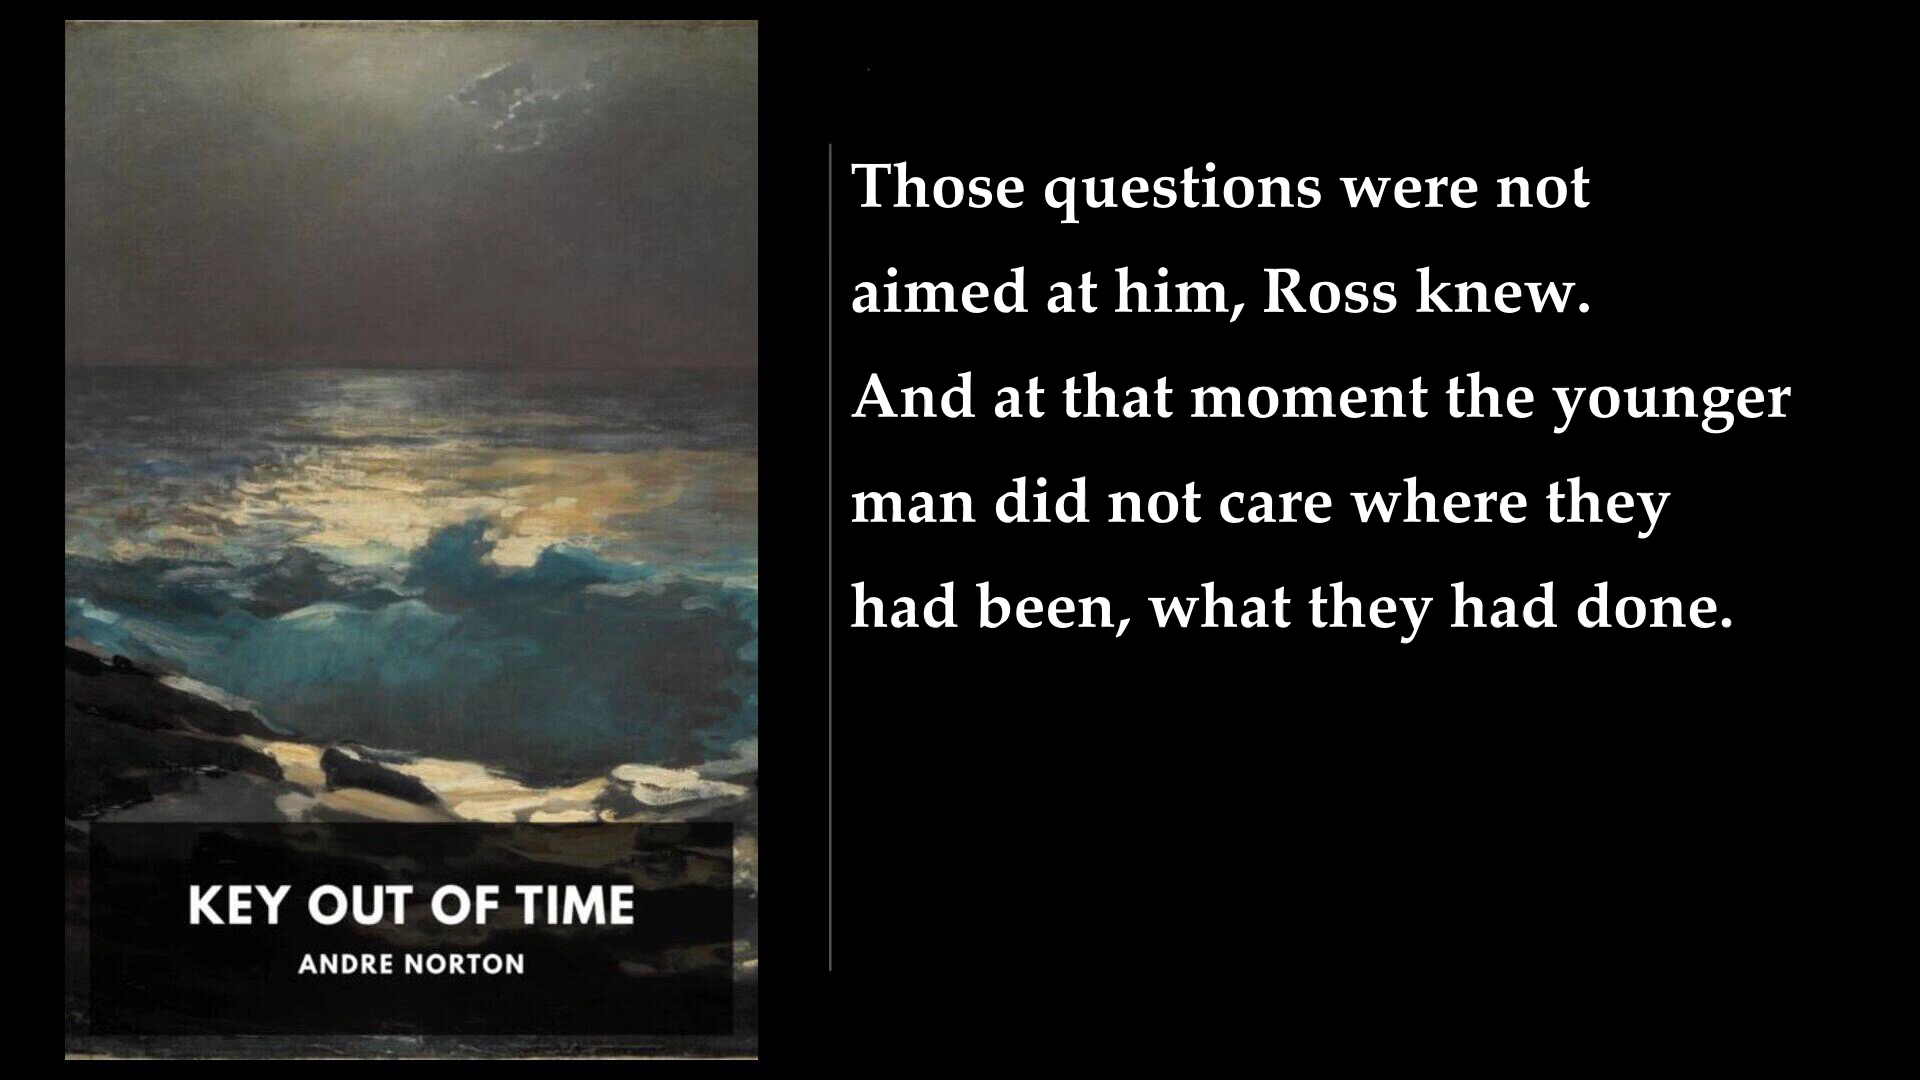 Those questions were not
aimed at him, Ross knew.
And at that moment the younger
man did not care where they
had been, what they had done.
KEY OUT OF TIME
ANDRE NORTON